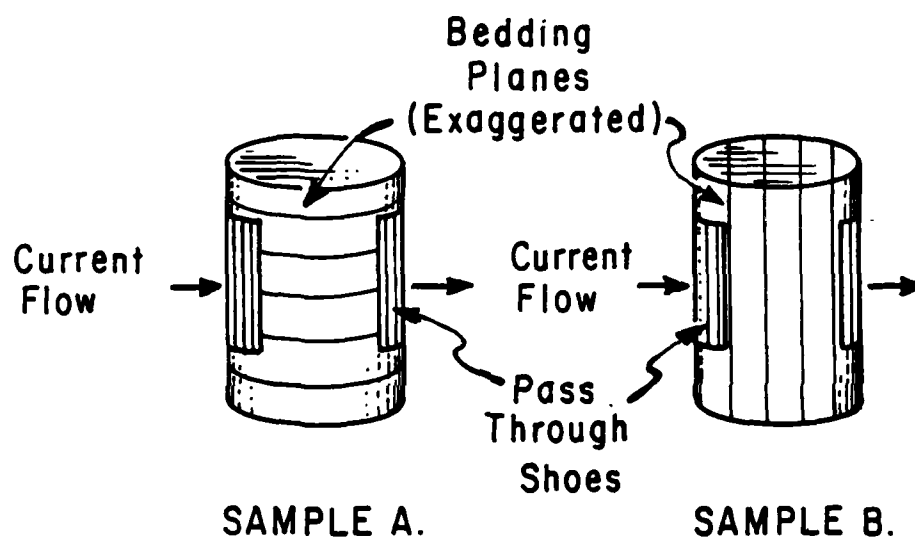 Bedding
Planes
(Exaggerated)
Current
Flow
Current
Flow
Pass
Through
Shoes
SAMPLE A.
SAMPLE B.